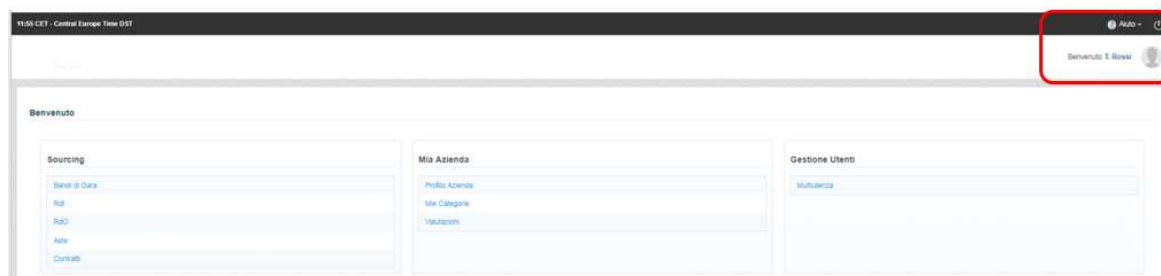 11:55 CET - Central Europe Time DST
Aiuto
Benvenuto T. Rossi
Benvenuto
Sourcing
Mia Azienda
Gestione Utenti
Bandi di Gara
Profilo Azienda
Multiutenza
RdI
Mie Categorie
RdO
Valutazioni
Aste
Contratti